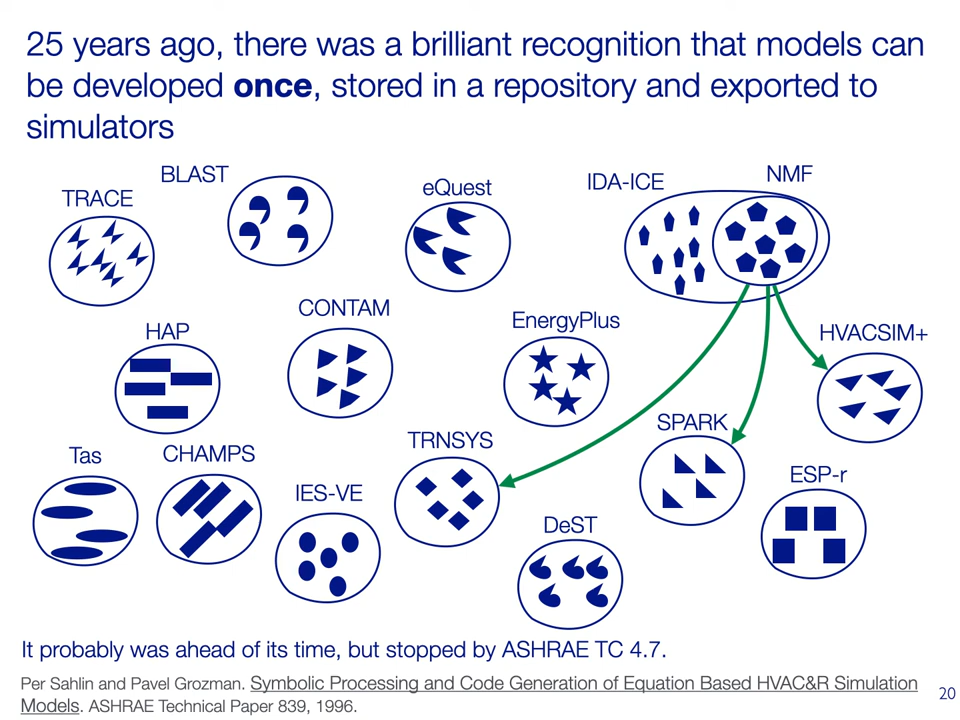 25 years ago, there was a brilliant recognition that models can
be developed once, stored in a repository and exported to
simulators
BLAST
TRACE
eQuest
IDA-ICE
NMF
CONTAM
HAP
EnergyPlus
HVACSIM+
Tas
CHAMPS
TRNSYS
SPARK
IES-VE
ESP-r
DeST
It probably was ahead of its time, but stopped by ASHRAE TC 4.7.
Per Sahlin and Pavel Grozman. Symbolic Processing and Code Generation of Equation Based HVAC&R Simulation
Models. ASHRAE Technical Paper 839, 1996.
20